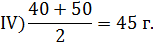 IV) (40 + 50)/2 = 45 г.